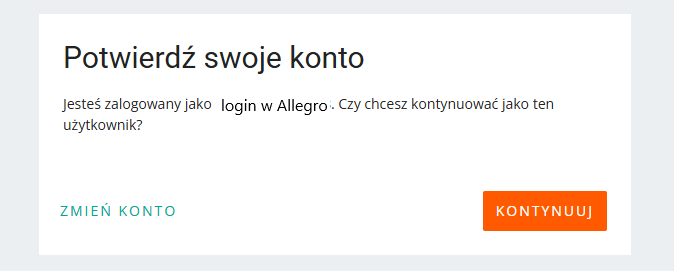 Potwierdź swoje konto
Jesteś zalogowany jako login w Allegro. Czy chcesz kontynuować jako ten
użytkownik?
ZMIEŃ KONTO
KONTYNUUJ